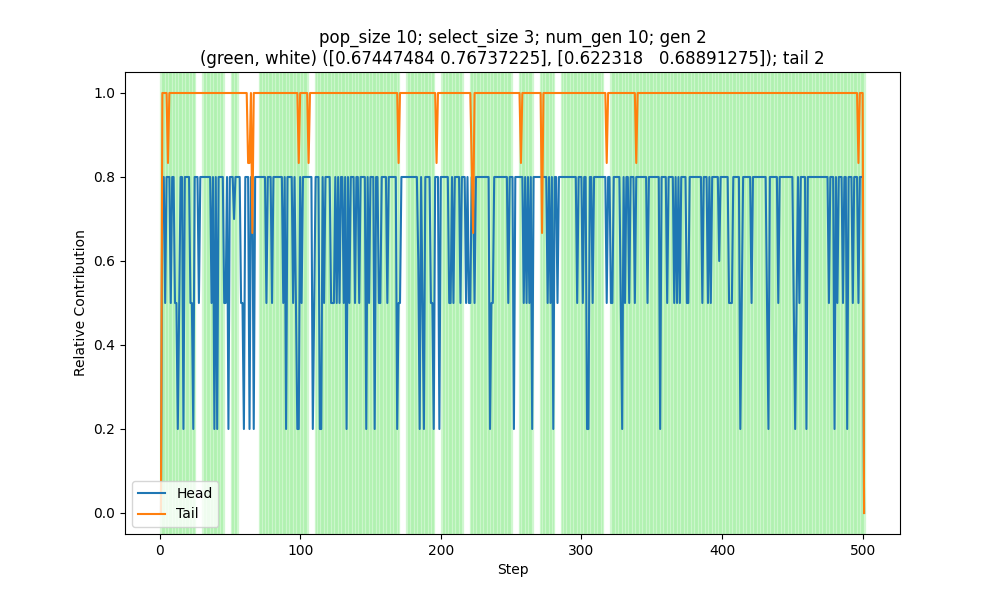 pop_size 10; select_size 3; num_gen 10; gen 2
(green, white) ([0.67447484 0.76737225], [0.622318   0.68891275]); tail 2
1.0
0.8
0.6
0.4
0.2
0.0
Relative Contribution
Head
Tail
0
100
200
300
400
500
Step